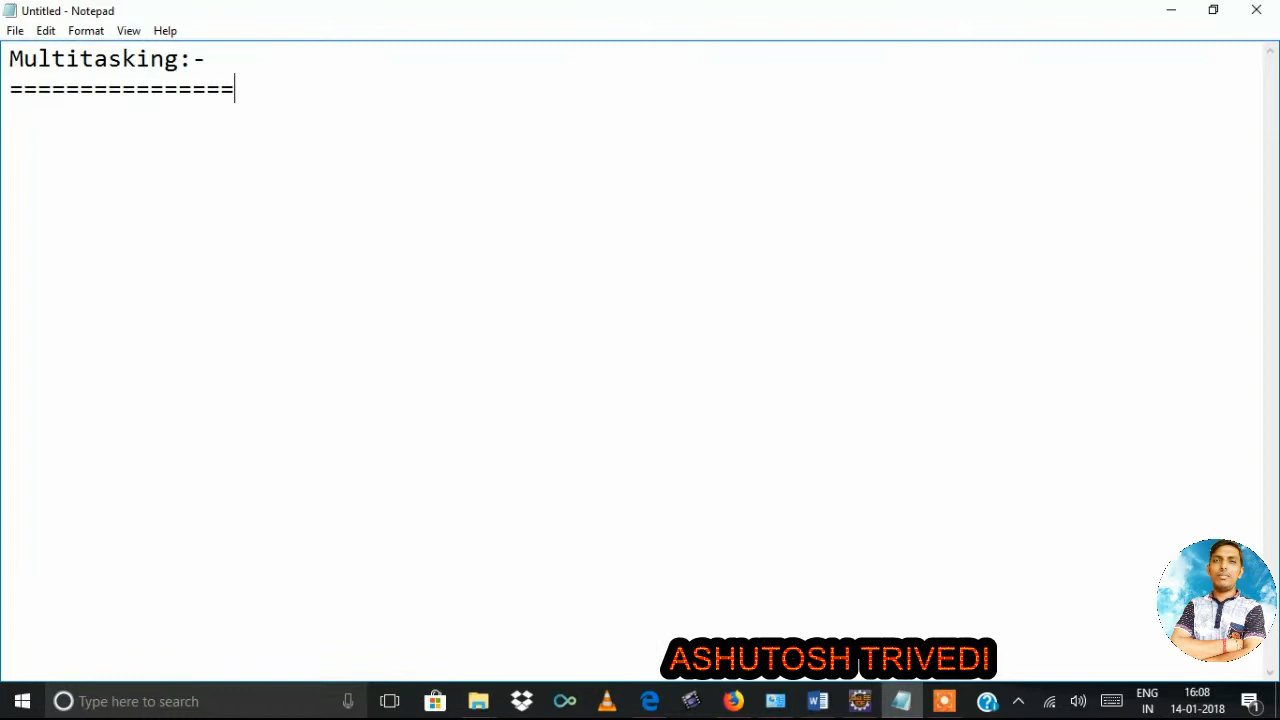 Untitled - Notepad
File Edit Format View Help
Multitasking:-
================
ASHUTOSH TRIVEDI
Type here to search
ENG
IN
16:08
14-01-2018
1